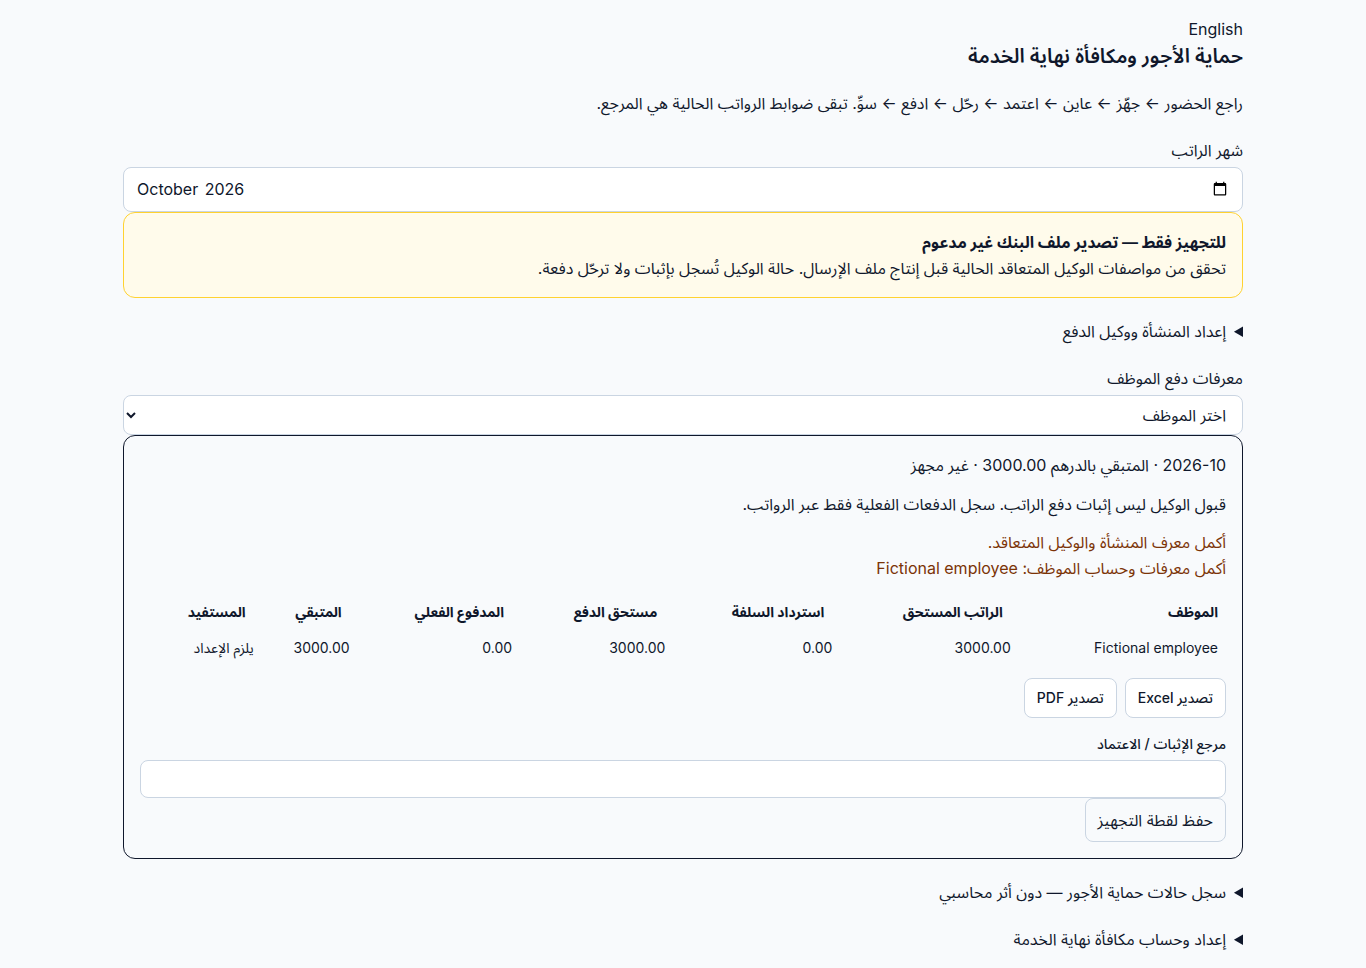 English
حماية الأجور ومكافأة نهاية الخدمة
راجع الحضور ← جهّز ← عاين ← اعتمد ← رحّل ← ادفع ← سوِّ. تبقى ضوابط الرواتب الحالية هي المرجع.
شهر الراتب
October 2026
للتجهيز فقط — تصدير ملف البنك غير مدعوم
تحقق من مواصفات الوكيل المتعاقد الحالية قبل إنتاج ملف الإرسال. حالة الوكيل تُسجل بإثبات ولا ترحّل دفعة.
إعداد المنشأة ووكيل الدفع
معرفات دفع الموظف
اختر الموظف
2026-10 · المتبقي بالدرهم 3000.00 · غير مجهز
قبول الوكيل ليس إثبات دفع الراتب. سجل الدفعات الفعلية فقط عبر الرواتب.
أكمل معرف المنشأة والوكيل المتعاقد.
أكمل معرفات وحساب الموظف: Fictional employee
الموظف الراتب المستحق استرداد السلفة مستحق الدفع المدفوع الفعلي المتبقي المستفيد
Fictional employee 3000.00 0.00 3000.00 0.00 3000.00 يلزم الإعداد
تصدير Excel تصدير PDF
مرجع الإثبات / الاعتماد
حفظ لقطة التجهيز
سجل حالات حماية الأجور — دون أثر محاسبي
إعداد وحساب مكافأة نهاية الخدمة